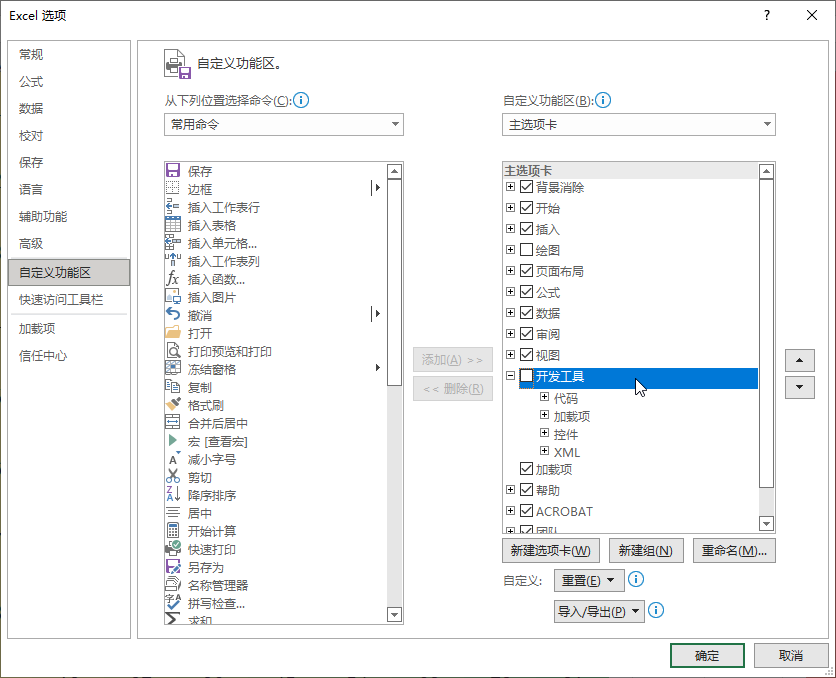 Excel 选项
?
常规
公式
数据
校对
保存
语言
辅助功能
高级
自定义功能区
快速访问工具栏
加载项
信任中心
自定义功能区。
从下列位置选择命令(C):
常用命令
保存
边框
插入工作表行
插入表格
插入单元格...
插入工作表列
插入函数...
插入图片
撤消
打开
打印预览和打印
冻结窗格
复制
格式刷
合并后居中
宏 [查看宏]
减小字号
剪切
降序排序
居中
开始计算
快速打印
另存为
名称管理器
拼写检查...
求和
添加(A) >>
<< 删除(R)
自定义功能区(B):
主选项卡
主选项卡
背景消除
开始
插入
绘图
页面布局
公式
数据
审阅
视图
开发工具
代码
加载项
控件
XML
加载项
帮助
ACROBAT
团队
新建选项卡(W)
新建组(N)
重命名(M)...
自定义:
重置(E)
导入/导出(P)
确定
取消